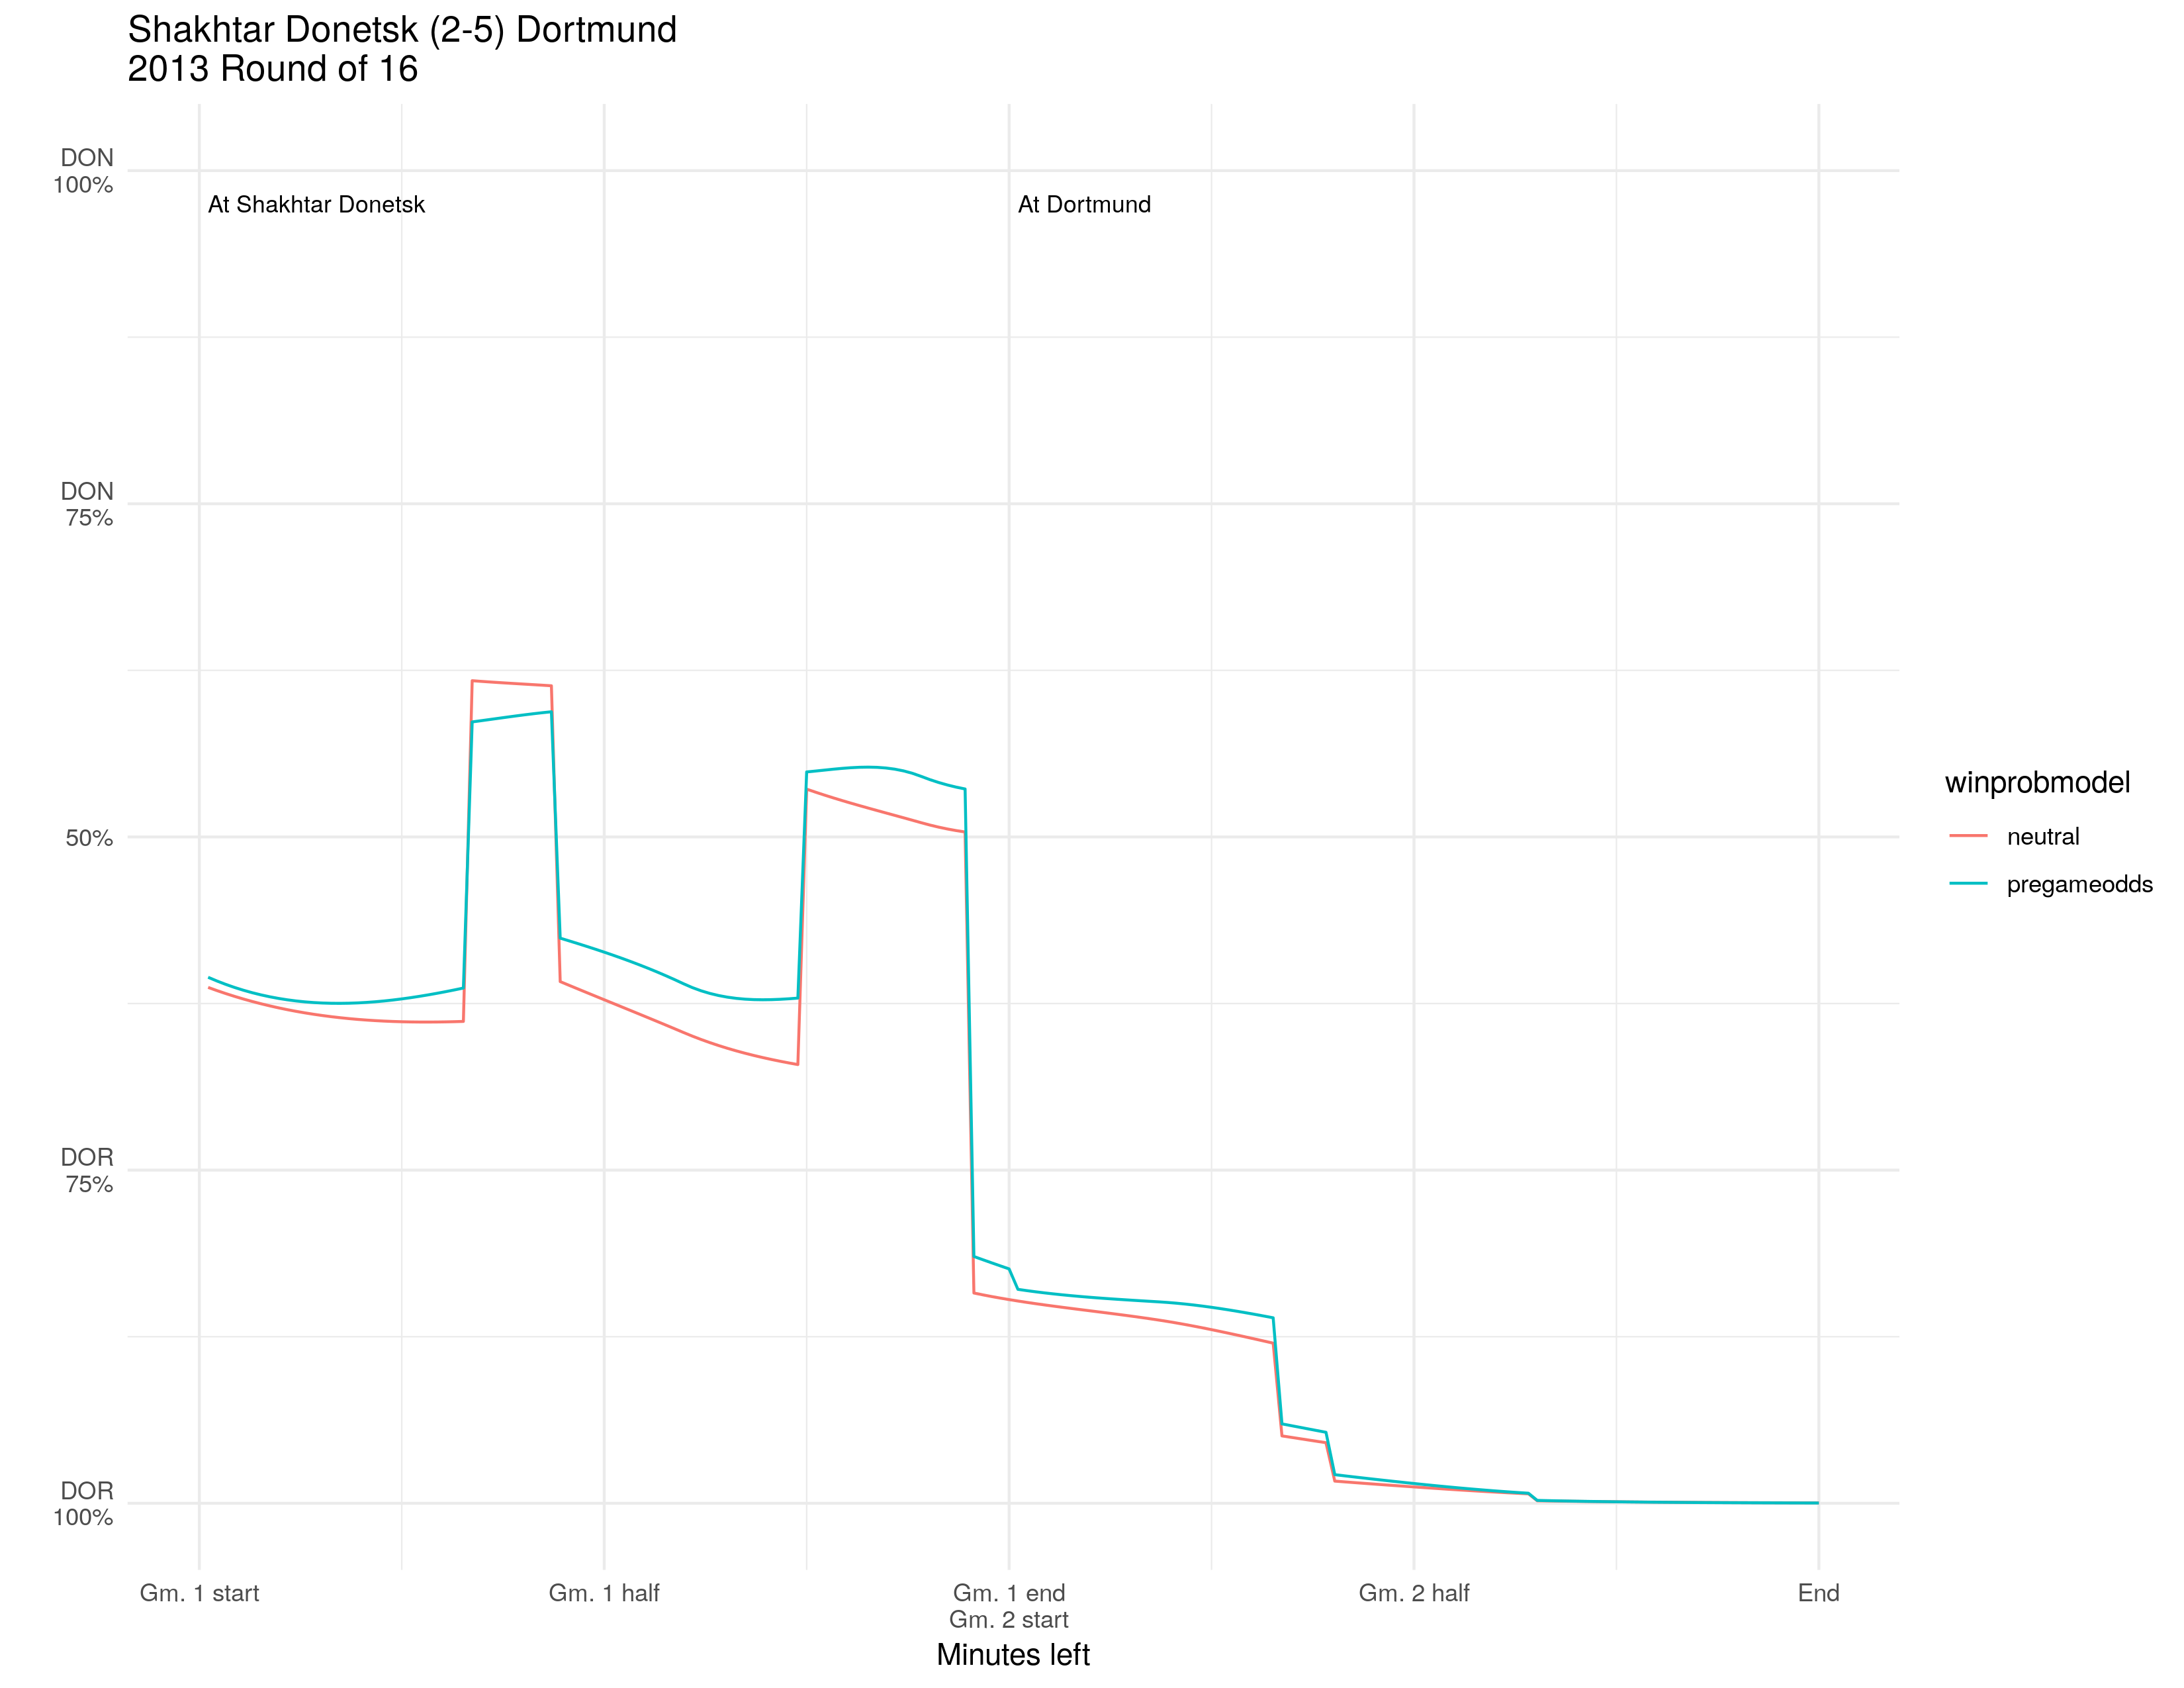 Shakhtar Donetsk (2-5) Dortmund
2013 Round of 16
DON
100%
At Shakhtar Donetsk
At Dortmund
DON
75%
50%
DOR
75%
DOR
100%
winprobmodel
neutral
pregameodds
Gm. 1 start
Gm. 1 half
Gm. 1 end
Gm. 2 start
Gm. 2 half
End
Minutes left